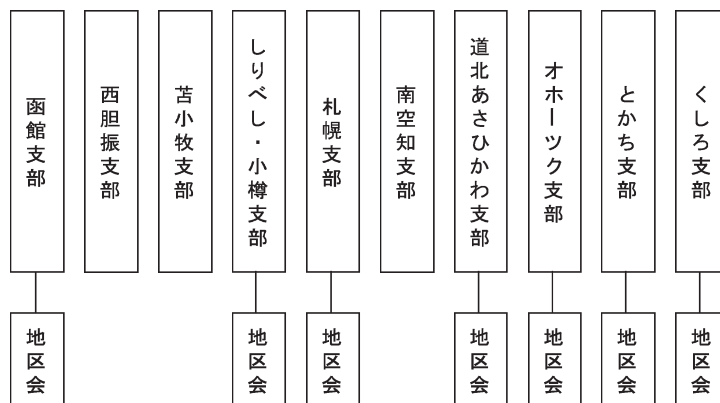 函館支部
西胆振支部
苫小牧支部
しりべし・小樽支部
札幌支部
南空知支部
道北あさひかわ支部
オホーツク支部
とかち支部
くしろ支部
地区会
地区会
地区会
地区会
地区会
地区会
地区会